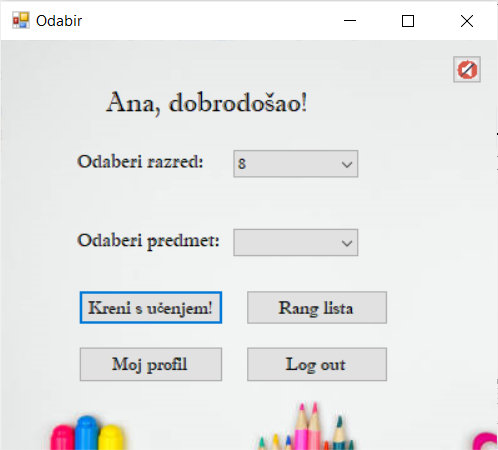 Odabir
Ana, dobrodošao!
Odaberi razred: 8
Odaberi predmet:
Kreni s učenjem! Rang lista
Moj profil Log out